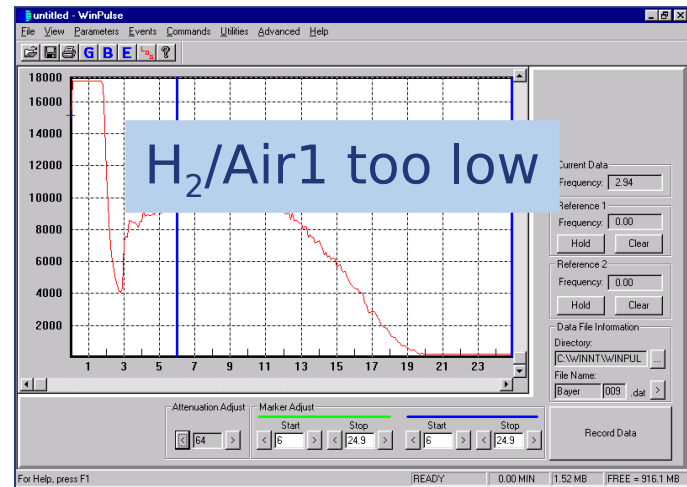 untitled - WinPulse
File View Parameters Events Commands Utilities Advanced Help
G B E ?
18000
16000
14000
12000
10000
8000
6000
4000
2000
1 3 5 7 9 11 13 15 17 19 21 23
H₂/Air1 too low
Current Data
Frequency: 2.94
Reference 1
Frequency: 0.00
Hold Clear
Reference 2
Frequency: 0.00
Hold Clear
Data File Information
Directory:
C:\WINNT\WINPUL ...
File Name:
Bayer 009 .dat >
Attenuation Adjust Marker Adjust
Start Stop Start Stop
< 64 > < 6 > < 24.9 > < 6 > < 24.9 >
Record Data
For Help, press F1 READY 0.00 MIN 1.52 MB FREE = 916.1 MB